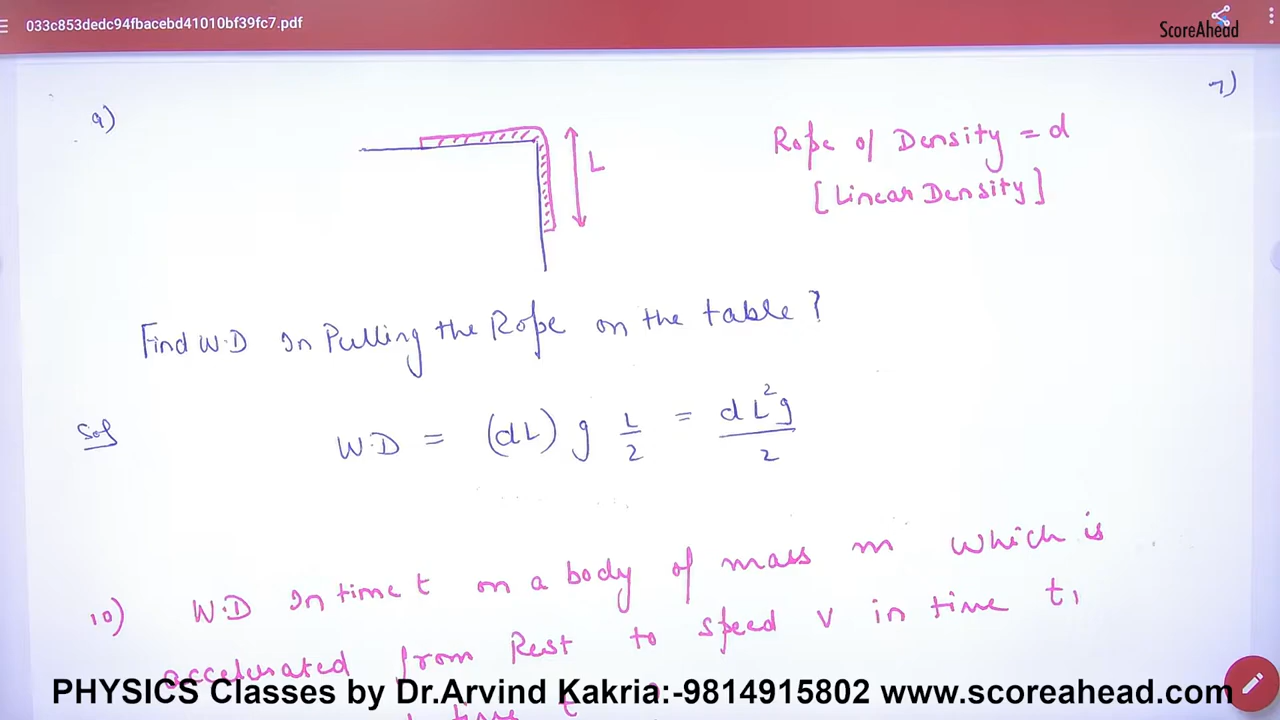 033c853dedc94fbacebd41010bf39fc7.pdf
ScoreAhead
7)
9)
L
Rope of Density = d
[Linear Density]
Find W.D In Pulling the Rope on the table?
Sol
W.D = (dL) g L/2 = dL²g/2
10) W.D In time t on a body of mass m which is
accelerated from Rest to speed v in time t₁
time t
PHYSICS Classes by Dr.Arvind Kakria:-9814915802 www.scoreahead.com